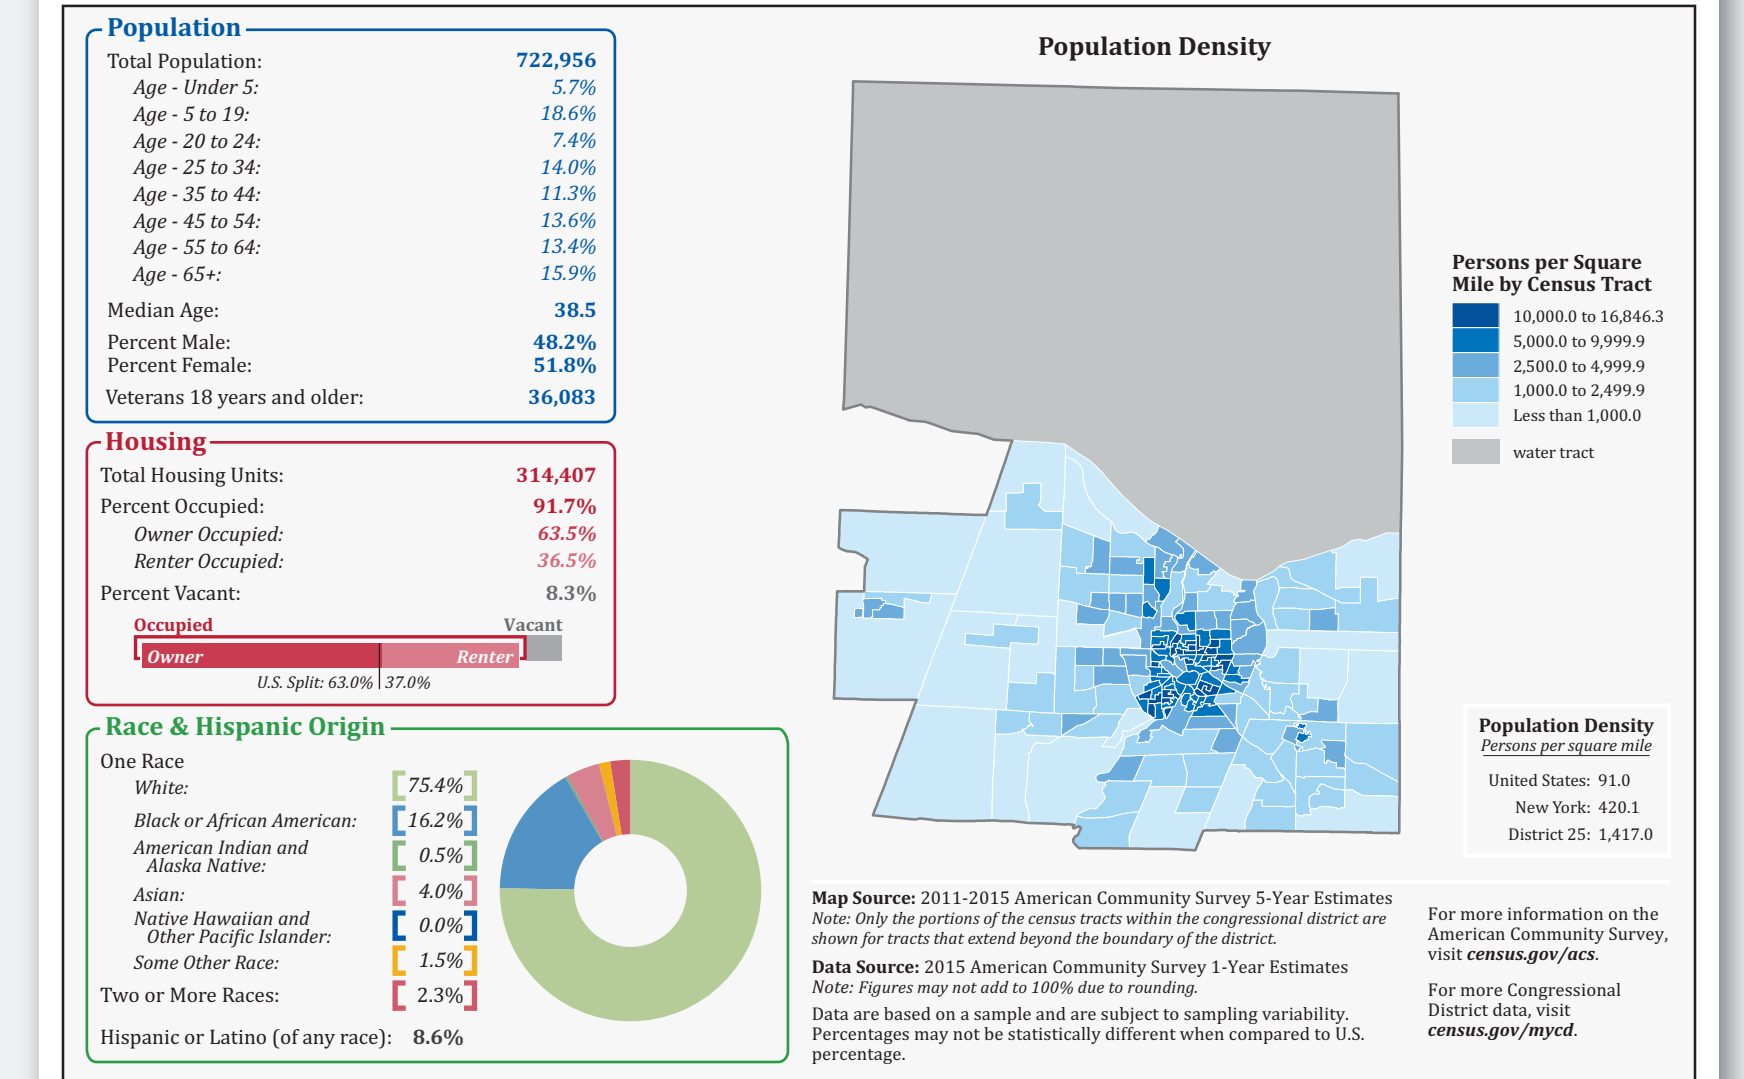 Population
Total Population: 722,956
Age - Under 5: 5.7%
Age - 5 to 19: 18.6%
Age - 20 to 24: 7.4%
Age - 25 to 34: 14.0%
Age - 35 to 44: 11.3%
Age - 45 to 54: 13.6%
Age - 55 to 64: 13.4%
Age - 65+: 15.9%
Median Age: 38.5
Percent Male: 48.2%
Percent Female: 51.8%
Veterans 18 years and older: 36,083
Housing
Total Housing Units: 314,407
Percent Occupied: 91.7%
Owner Occupied: 63.5%
Renter Occupied: 36.5%
Percent Vacant: 8.3%
Occupied Vacant
Owner Renter
U.S. Split: 63.0% 37.0%
Race & Hispanic Origin
One Race
White: 75.4%
Black or African American: 16.2%
American Indian and
Alaska Native: 0.5%
Asian: 4.0%
Native Hawaiian and
Other Pacific Islander: 0.0%
Some Other Race: 1.5%
Two or More Races: 2.3%
Hispanic or Latino (of any race): 8.6%
Population Density
Persons per Square
Mile by Census Tract
10,000.0 to 16,846.3
5,000.0 to 9,999.9
2,500.0 to 4,999.9
1,000.0 to 2,499.9
Less than 1,000.0
water tract
Population Density
Persons per square mile
United States: 91.0
New York: 420.1
District 25: 1,417.0
Map Source: 2011-2015 American Community Survey 5-Year Estimates
Note: Only the portions of the census tracts within the congressional district are
shown for tracts that extend beyond the boundary of the district.
Data Source: 2015 American Community Survey 1-Year Estimates
Note: Figures may not add to 100% due to rounding.
Data are based on a sample and are subject to sampling variability.
Percentages may not be statistically different when compared to U.S.
percentage.
For more information on the
American Community Survey,
visit census.gov/acs.
For more Congressional
District data, visit
census.gov/mycd.